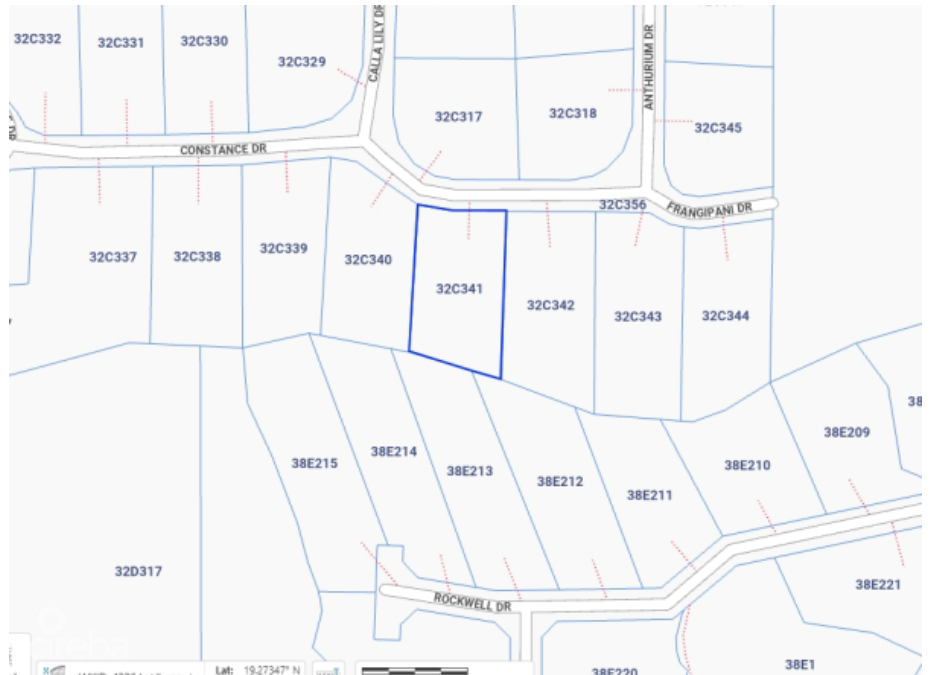 32C332
32C331
32C330
32C329
CALLA LILY DR
ANTHURIUM DR
32C317
32C318
32C345
CONSTANCE DR
32C356
FRANGIPANI DR
32C337
32C338
32C339
32C340
32C341
32C342
32C343
32C344
38E215
38E214
38E213
38E212
38E211
38E210
38E209
38
32D317
ROCKWELL DR
38E221
38E220
38E1
Lat: 19.27347° N